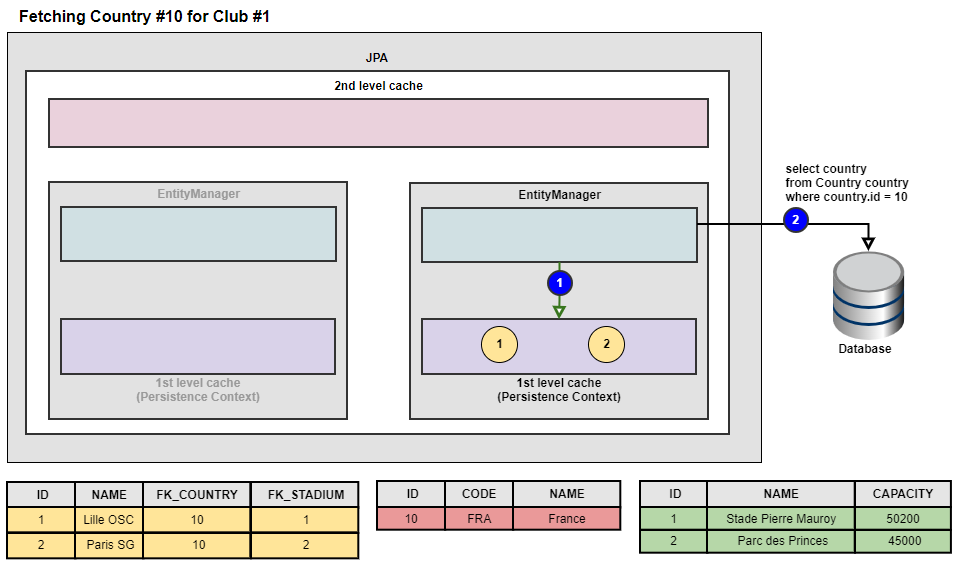 Fetching Country #10 for Club #1
JPA
2nd level cache
EntityManager
1st level cache
(Persistence Context)
EntityManager
1
1
2
1st level cache
(Persistence Context)
select country
from Country country
where country.id = 10
2
Database
ID NAME FK_COUNTRY FK_STADIUM
1 Lille OSC 10 1
2 Paris SG 10 2
ID CODE NAME
10 FRA France
ID NAME CAPACITY
1 Stade Pierre Mauroy 50200
2 Parc des Princes 45000